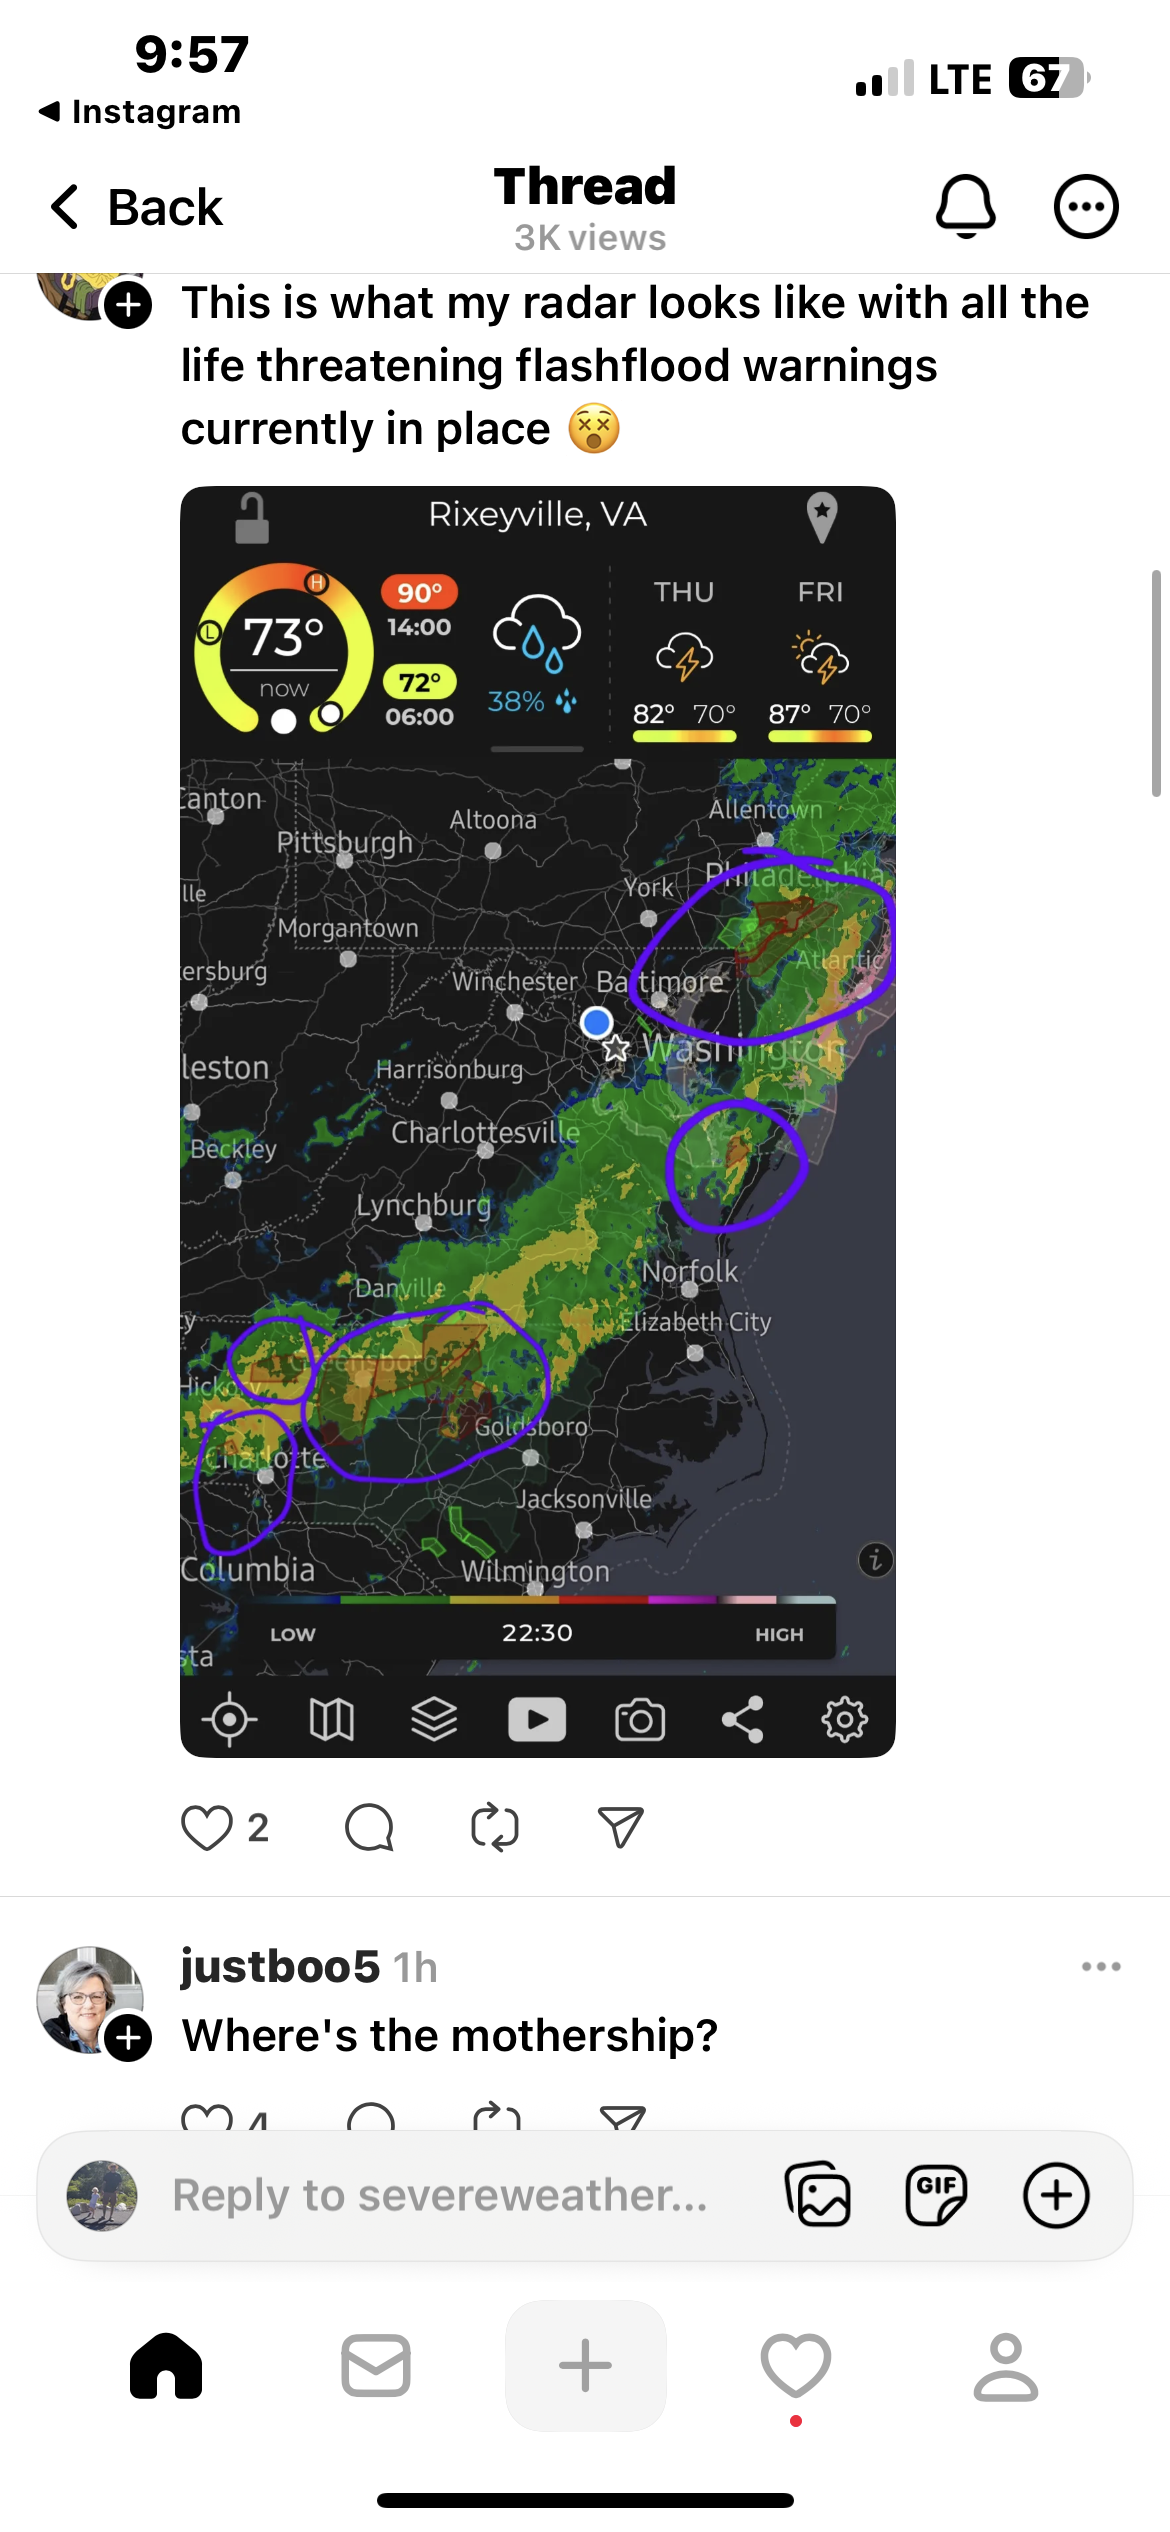 9:57
LTE 67
Instagram
Back
Thread
3K views
This is what my radar looks like with all the
life threatening flashflood warnings
currently in place 😵
Rixeyville, VA
H
L
73°
now
90°
14:00
72°
06:00
38%
THU
82° 70°
FRI
87° 70°
Canton
Altoona
Allentown
Pittsburgh
Philadelphia
lle
York
Morgantown
ersburg
Winchester
Baltimore
Atlantic
leston
Washington
Harrisonburg
Charlottesville
Beckley
Lynchburg
Norfolk
Danville
y
Elizabeth City
Greensboro
Hickory
Goldsboro
Charlotte
Jacksonville
Columbia
Wilmington
LOW
22:30
HIGH
sta
i
2
justboo5 1h
Where's the mothership?
4
Reply to severeweather...
GIF